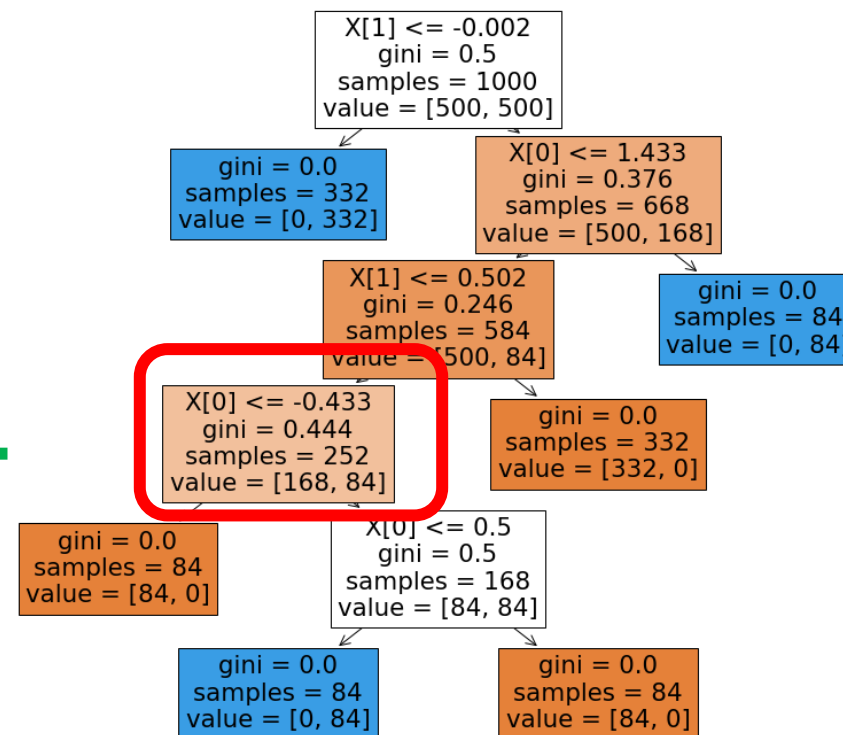 X[1] <= -0.002
gini = 0.5
samples = 1000
value = [500, 500]
gini = 0.0
samples = 332
value = [0, 332]
X[0] <= 1.433
gini = 0.376
samples = 668
value = [500, 168]
X[1] <= 0.502
gini = 0.246
samples = 584
value = [500, 84]
gini = 0.0
samples = 84
value = [0, 84]
X[0] <= -0.433
gini = 0.444
samples = 252
value = [168, 84]
gini = 0.0
samples = 332
value = [332, 0]
gini = 0.0
samples = 84
value = [84, 0]
X[0] <= 0.5
gini = 0.5
samples = 168
value = [84, 84]
gini = 0.0
samples = 84
value = [0, 84]
gini = 0.0
samples = 84
value = [84, 0]